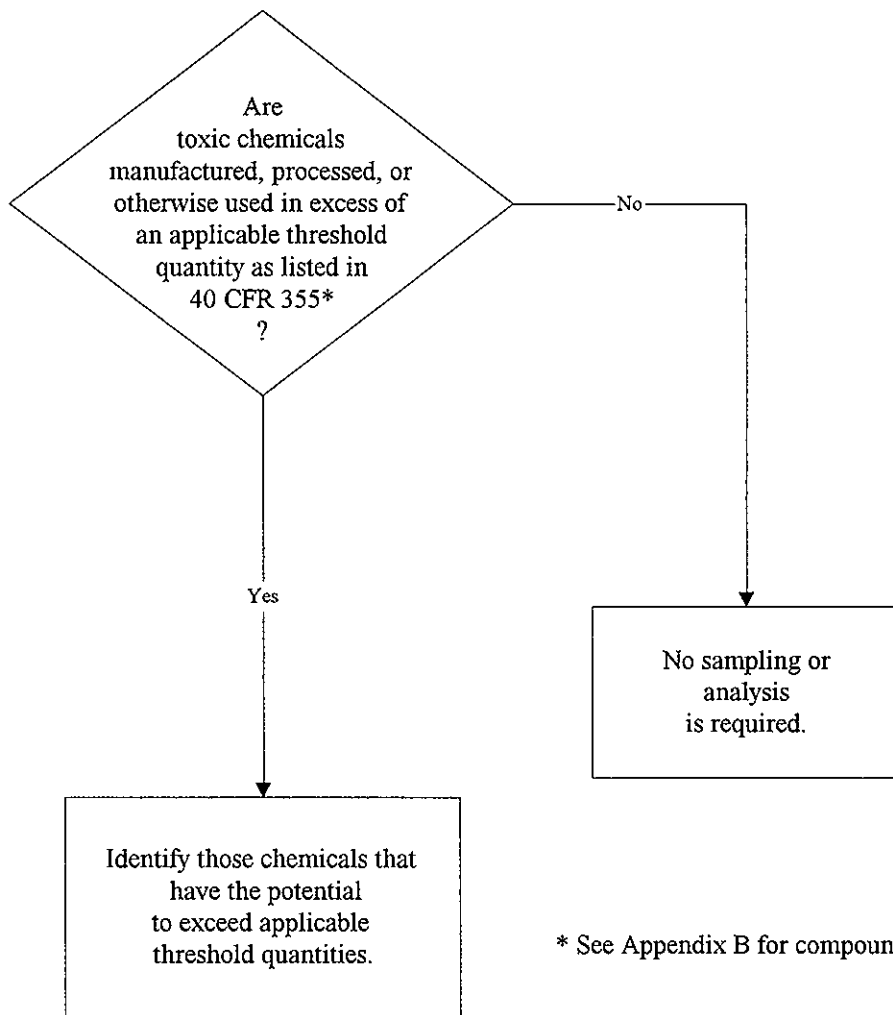 Are
toxic chemicals
manufactured, processed, or
otherwise used in excess of
an applicable threshold
quantity as listed in
40 CFR 355*
?
No
Yes
No sampling or
analysis
is required.
Identify those chemicals that
have the potential
to exceed applicable
threshold quantities.
* See Appendix B for